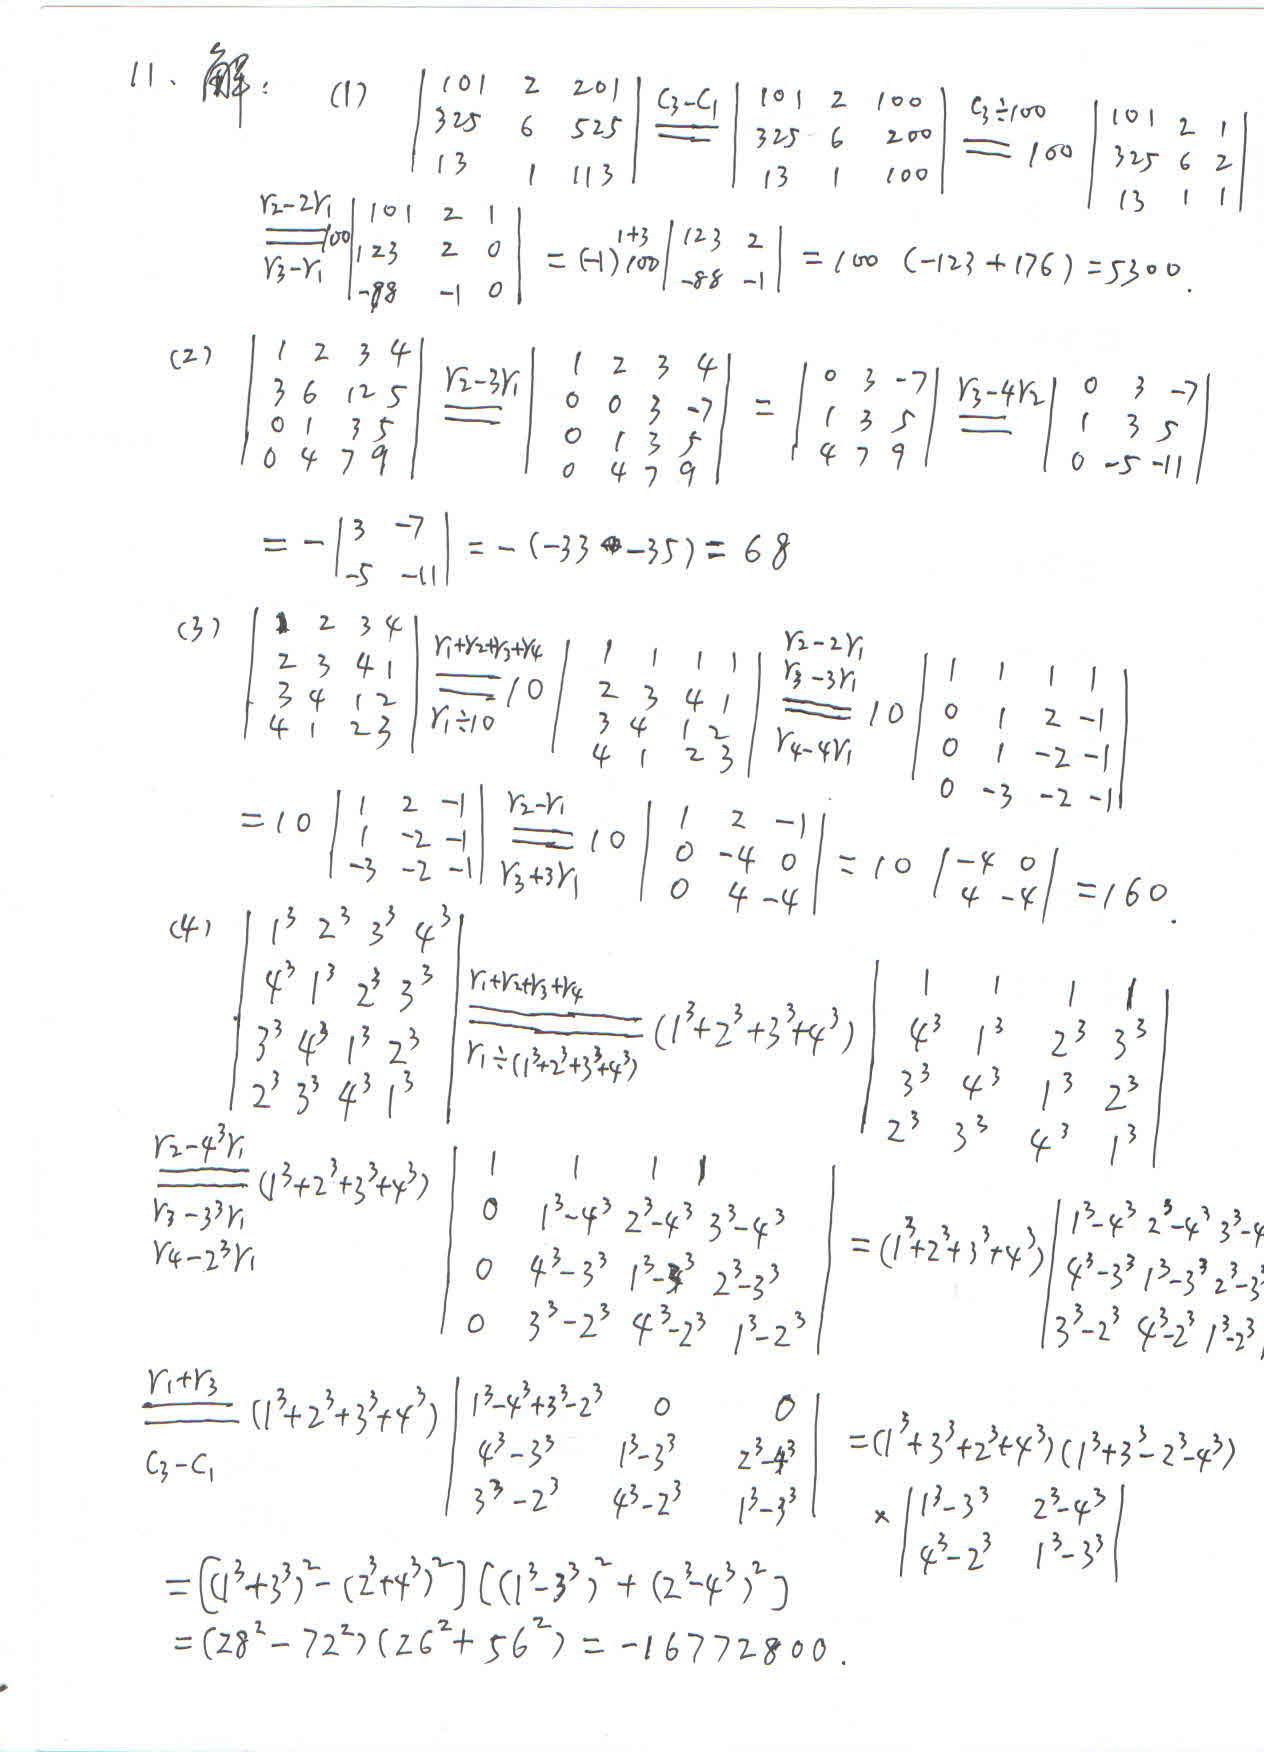 11. 解: (1) |101 2 201; 325 6 525; 13 1 113| =(c3-c1)= |101 2 100; 325 6 200; 13 1 100| =(c3÷100)= 100 |101 2 1; 325 6 2; 13 1 1|
=(r2-2r1, r3-r1)= 100 |101 2 1; 123 2 0; -88 -1 0| = (-1)^{1+3} 100 |123 2; -88 -1| = 100 (-123+176) = 5300.
(2) |1 2 3 4; 3 6 12 5; 0 1 3 5; 0 4 7 9| =(r2-3r1)= |1 2 3 4; 0 0 3 -7; 0 1 3 5; 0 4 7 9| = |0 3 -7; 1 3 5; 4 7 9| =(r3-4r2)= |0 3 -7; 1 3 5; 0 -5 -11|
= - |3 -7; -5 -11| = -(-33 -35) = 68
(3) |1 2 3 4; 2 3 4 1; 3 4 1 2; 4 1 2 3| =(r1+r2+r3+r4, r1÷10)= 10 |1 1 1 1; 2 3 4 1; 3 4 1 2; 4 1 2 3| =(r2-2r1, r3-3r1, r4-4r1)= 10 |1 1 1 1; 0 1 2 -1; 0 1 -2 -1; 0 -3 -2 -1|
= 10 |1 2 -1; 1 -2 -1; -3 -2 -1| =(r2-r1, r3+3r1)= 10 |1 2 -1; 0 -4 0; 0 4 -4| = 10 |-4 0; 4 -4| = 160.
(4) |1³ 2³ 3³ 4³; 4³ 1³ 2³ 3³; 3³ 4³ 1³ 2³; 2³ 3³ 4³ 1³| =(r1+r2+r3+r4, r1÷(1³+2³+3³+4³))= (1³+2³+3³+4³) |1 1 1 1; 4³ 1³ 2³ 3³; 3³ 4³ 1³ 2³; 2³ 3³ 4³ 1³|
=(r2-4³r1, r3-3³r1, r4-2³r1)= (1³+2³+3³+4³) |1 1 1 1; 0 1³-4³ 2³-4³ 3³-4³; 0 4³-3³ 1³-3³ 2³-3³; 0 3³-2³ 4³-2³ 1³-2³| = (1³+2³+3³+4³) |1³-4³ 2³-4³ 3³-4; 4³-3³ 1³-3³ 2³-3³; 3³-2³ 4³-2³ 1³-2³|
=(r1+r3, c3-c1)= (1³+2³+3³+4³) |1³-4³+3³-2³ 0 0; 4³-3³ 1³-3³ 2³-4³; 3³-2³ 4³-2³ 1³-3³| = (1³+3³+2³+4³)(1³+3³-2³-4³)
× |1³-3³ 2³-4³; 4³-2³ 1³-3³|
= [(1³+3³)² - (2³+4³)²] [(1³-3³)² + (2³-4³)²]
= (28² - 72²)(26² + 56²) = -16772800.